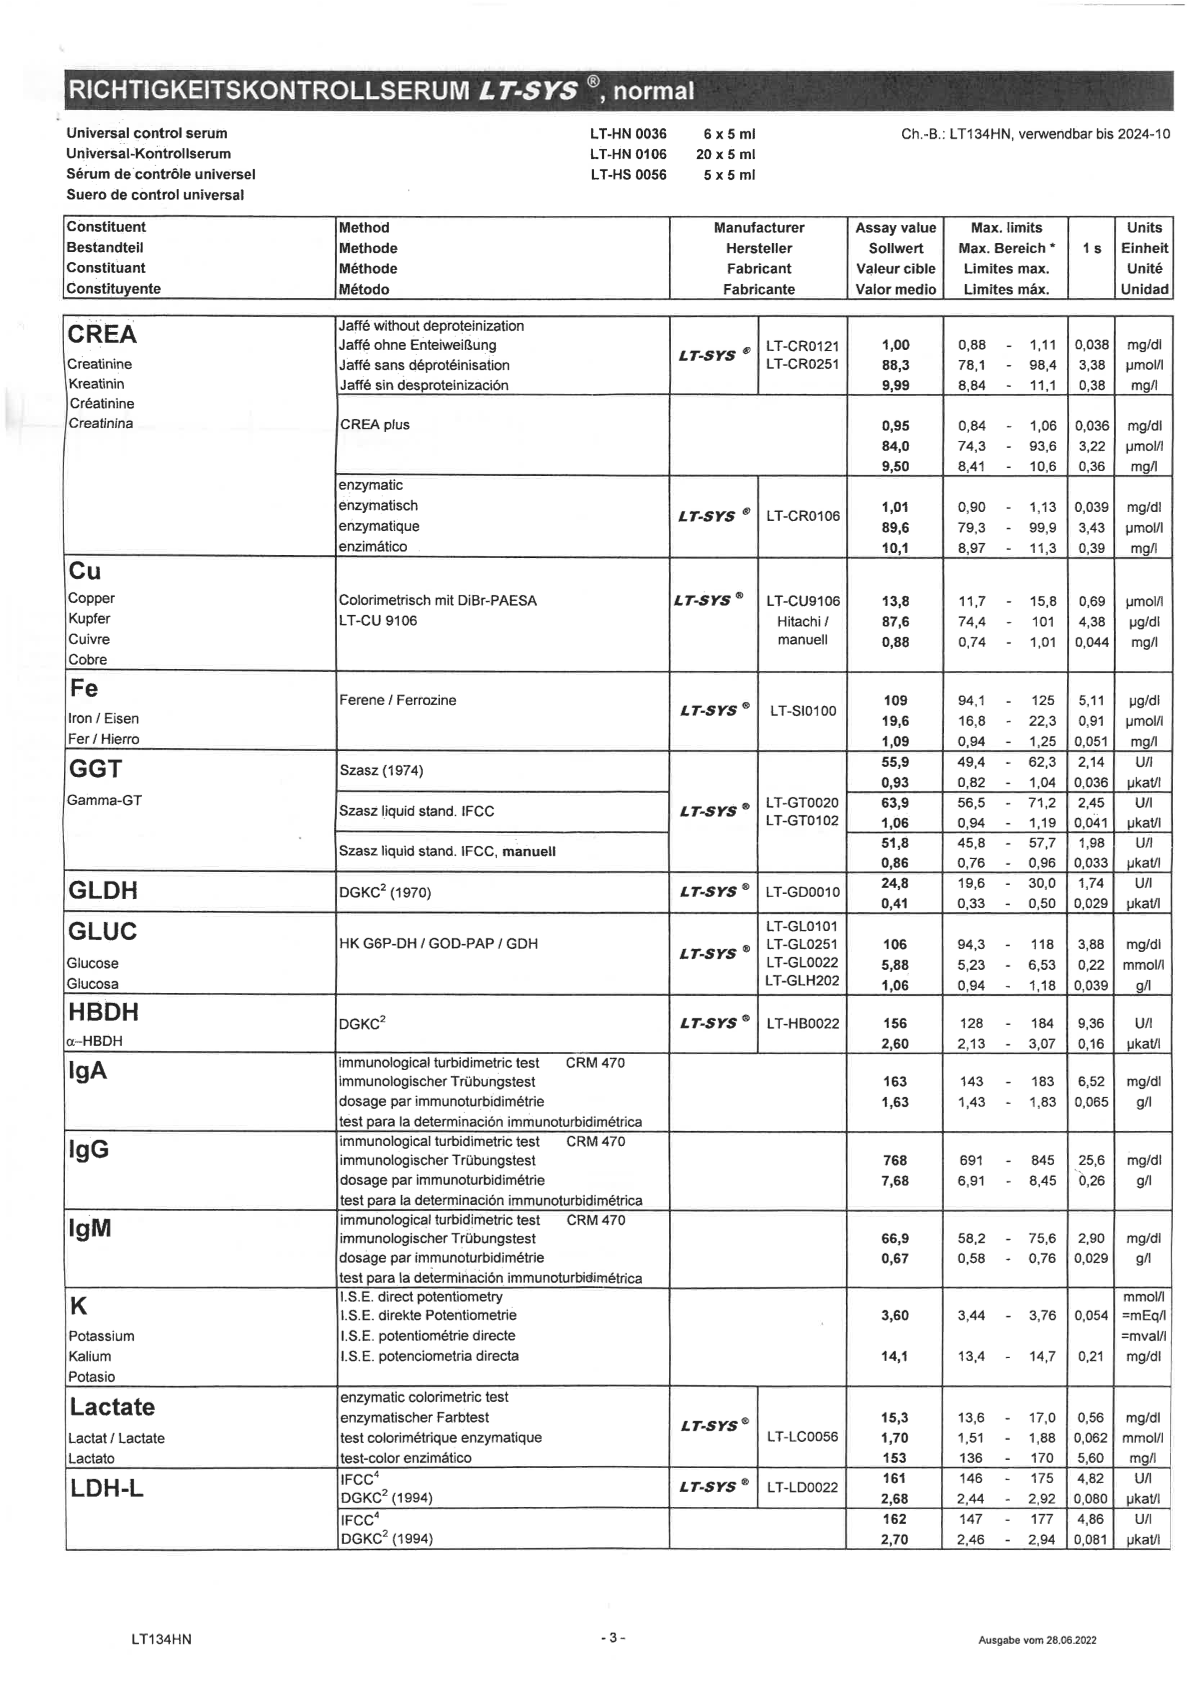 RICHTIGKEITSKONTROLLSERUM LT-SYS ®, normal
Universal control serum LT-HN 0036 6 x 5 ml Ch.-B.: LT134HN, verwendbar bis 2024-10
Universal-Kontrollserum LT-HN 0106 20 x 5 ml
Sérum de contrôle universel LT-HS 0056 5 x 5 ml
Suero de control universal
Constituent Method Manufacturer Assay value Max. limits Units
Bestandteil Methode Hersteller Sollwert Max. Bereich * 1 s Einheit
Constituant Méthode Fabricant Valeur cible Limites max. Unité
Constituyente Método Fabricante Valor medio Limites máx. Unidad
CREA Jaffé without deproteinization
Jaffé ohne Enteiweißung LT-SYS ® LT-CR0121 1,00 0,88 - 1,11 0,038 mg/dl
Creatinine Jaffé sans déprotéinisation LT-CR0251 88,3 78,1 - 98,4 3,38 µmol/l
Kreatinin Jaffé sin desproteinización 9,99 8,84 - 11,1 0,38 mg/l
Créatinine
Creatinina CREA plus 0,95 0,84 - 1,06 0,036 mg/dl
84,0 74,3 - 93,6 3,22 µmol/l
9,50 8,41 - 10,6 0,36 mg/l
enzymatic
enzymatisch LT-SYS ® LT-CR0106 1,01 0,90 - 1,13 0,039 mg/dl
enzymatique 89,6 79,3 - 99,9 3,43 µmol/l
enzimático 10,1 8,97 - 11,3 0,39 mg/l
Cu
Copper Colorimetrisch mit DiBr-PAESA LT-SYS ® LT-CU9106 13,8 11,7 - 15,8 0,69 µmol/l
Kupfer LT-CU 9106 Hitachi / 87,6 74,4 - 101 4,38 µg/dl
Cuivre manuell 0,88 0,74 - 1,01 0,044 mg/l
Cobre
Fe Ferene / Ferrozine 109 94,1 - 125 5,11 µg/dl
Iron / Eisen LT-SYS ® LT-SI0100 19,6 16,8 - 22,3 0,91 µmol/l
Fer / Hierro 1,09 0,94 - 1,25 0,051 mg/l
GGT Szasz (1974) 55,9 49,4 - 62,3 2,14 U/l
0,93 0,82 - 1,04 0,036 µkat/l
Gamma-GT Szasz liquid stand. IFCC LT-SYS ® LT-GT0020 63,9 56,5 - 71,2 2,45 U/l
LT-GT0102 1,06 0,94 - 1,19 0,041 µkat/l
Szasz liquid stand. IFCC, manuell 51,8 45,8 - 57,7 1,98 U/l
0,86 0,76 - 0,96 0,033 µkat/l
GLDH DGKC2 (1970) LT-SYS ® LT-GD0010 24,8 19,6 - 30,0 1,74 U/l
0,41 0,33 - 0,50 0,029 µkat/l
GLUC LT-GL0101
HK G6P-DH / GOD-PAP / GDH LT-SYS ® LT-GL0251 106 94,3 - 118 3,88 mg/dl
Glucose LT-GL0022 5,88 5,23 - 6,53 0,22 mmol/l
Glucosa LT-GLH202 1,06 0,94 - 1,18 0,039 g/l
HBDH DGKC2 LT-SYS ® LT-HB0022 156 128 - 184 9,36 U/l
α–HBDH 2,60 2,13 - 3,07 0,16 µkat/l
IgA immunological turbidimetric test CRM 470
immunologischer Trübungstest 163 143 - 183 6,52 mg/dl
dosage par immunoturbidimétrie 1,63 1,43 - 1,83 0,065 g/l
test para la determinación immunoturbidimétrica
IgG immunological turbidimetric test CRM 470
immunologischer Trübungstest 768 691 - 845 25,6 mg/dl
dosage par immunoturbidimétrie 7,68 6,91 - 8,45 0,26 g/l
test para la determinación immunoturbidimétrica
IgM immunological turbidimetric test CRM 470
immunologischer Trübungstest 66,9 58,2 - 75,6 2,90 mg/dl
dosage par immunoturbidimétrie 0,67 0,58 - 0,76 0,029 g/l
test para la determinación immunoturbidimétrica
K I.S.E. direct potentiometry mmol/l
I.S.E. direkte Potentiometrie 3,60 3,44 - 3,76 0,054 =mEq/l
Potassium I.S.E. potentiométrie directe =mval/l
Kalium I.S.E. potenciometria directa 14,1 13,4 - 14,7 0,21 mg/dl
Potasio
Lactate enzymatic colorimetric test
enzymatischer Farbtest LT-SYS ® 15,3 13,6 - 17,0 0,56 mg/dl
Lactat / Lactate test colorimétrique enzymatique LT-LC0056 1,70 1,51 - 1,88 0,062 mmol/l
Lactato test-color enzimático 153 136 - 170 5,60 mg/l
LDH-L IFCC4 LT-SYS ® LT-LD0022 161 146 - 175 4,82 U/l
DGKC2 (1994) 2,68 2,44 - 2,92 0,080 µkat/l
IFCC4 162 147 - 177 4,86 U/l
DGKC2 (1994) 2,70 2,46 - 2,94 0,081 µkat/l
LT134HN - 3 - Ausgabe vom 28.06.2022